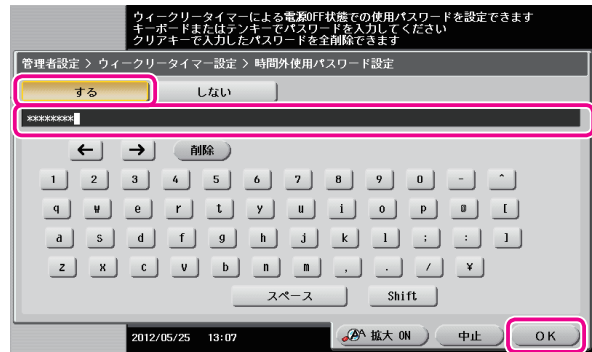 ウィークリータイマーによる電源OFF状態での使用パスワードを設定できます
キーボードまたはテンキーでパスワードを入力してください
クリアキーで入力したパスワードを全削除できます
管理者設定 > ウィークリータイマー設定 > 時間外使用パスワード設定
する しない
********
← → 削除
1 2 3 4 5 6 7 8 9 0 - ^
q w e r t y u i o p @ [
a s d f g h j k l ; : ]
z x c v b n m , . / ¥
スペース Shift
2012/05/25 13:07 拡大 ON 中止 OK